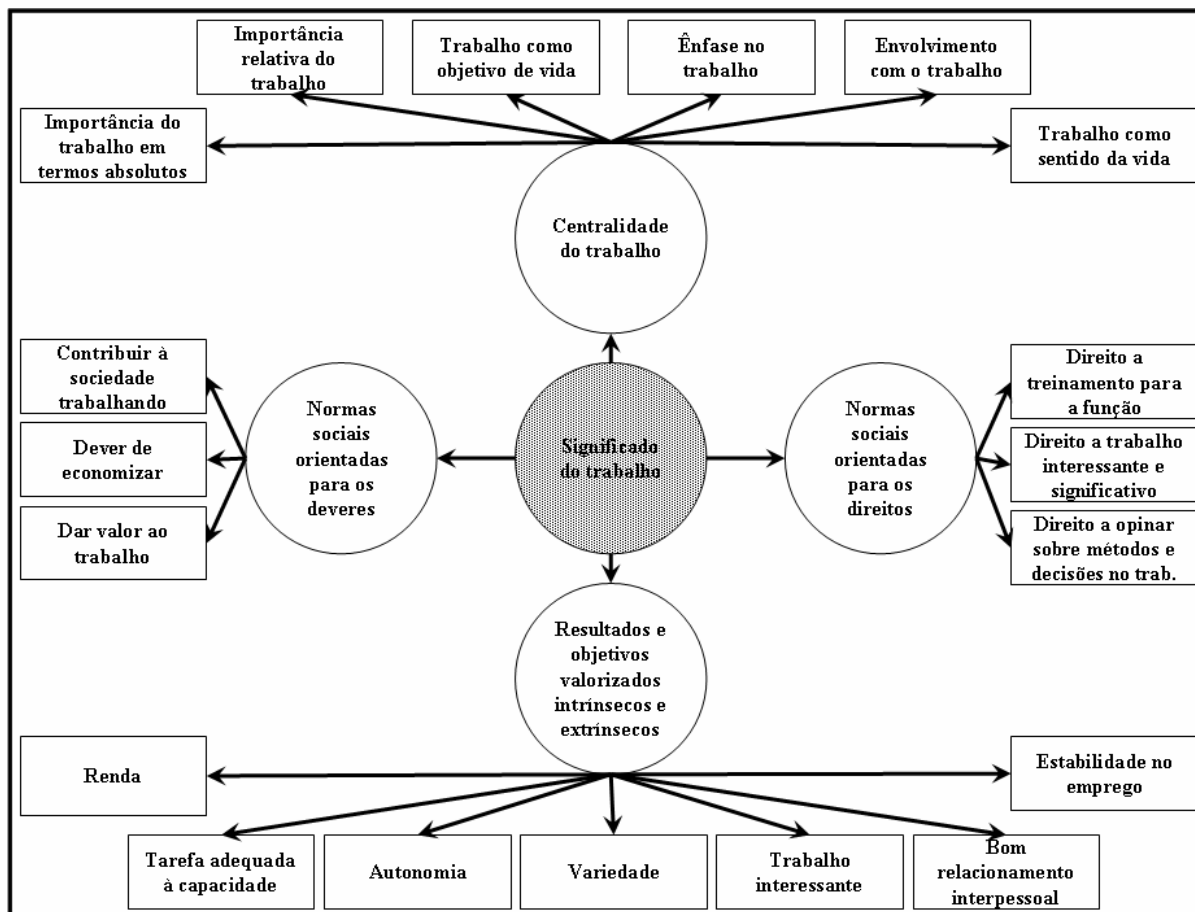 Importância
relativa do
trabalho
Trabalho como
objetivo de vida
Ênfase no
trabalho
Envolvimento
com o trabalho
Importância do
trabalho em
termos absolutos
Trabalho como
sentido da vida
Centralidade
do trabalho
Contribuir à
sociedade
trabalhando
Dever de
economizar
Dar valor ao
trabalho
Normas
sociais
orientadas
para os
deveres
Significado
do trabalho
Normas
sociais
orientadas
para os
direitos
Direito a
treinamento para
a função
Direito a trabalho
interessante e
significativo
Direito a opinar
sobre métodos e
decisões no trab.
Resultados e
objetivos
valorizados
intrínsecos e
extrínsecos
Renda
Estabilidade no
emprego
Tarefa adequada
à capacidade
Autonomia
Variedade
Trabalho
interessante
Bom
relacionamento
interpessoal